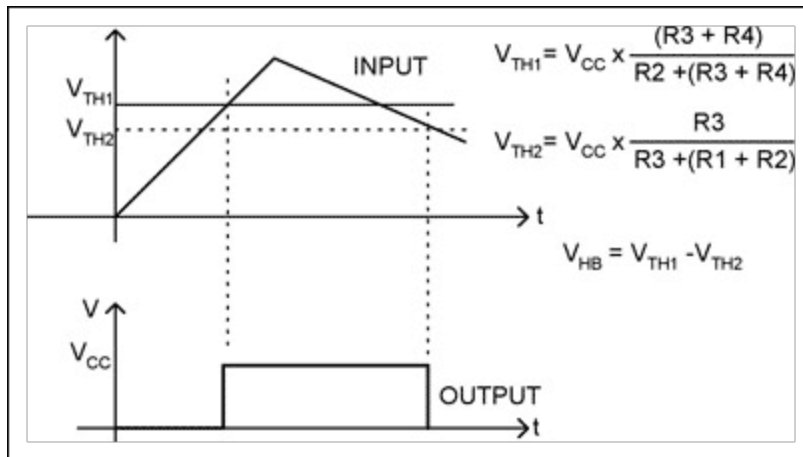 INPUT
V_TH1
V_TH2
t
V_TH1 = V_CC x (R3 + R4) / R2 +(R3 + R4)
V_TH2 = V_CC x R3 / R3 +(R1 + R2)
V_HB = V_TH1 -V_TH2
V
V_CC
OUTPUT
t